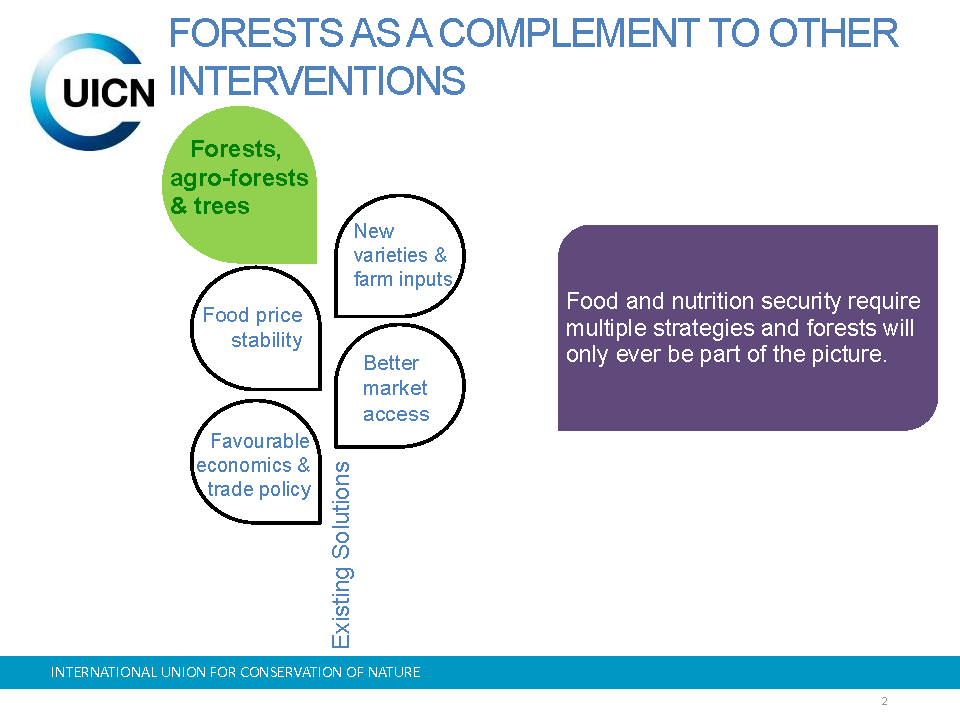 FORESTS AS A COMPLEMENT TO OTHER
INTERVENTIONS
UICN
Forests,
agro-forests
& trees
New
varieties &
farm inputs
Food price
stability
Better
market
access
Favourable
economics &
trade policy
Existing Solutions
Food and nutrition security require
multiple strategies and forests will
only ever be part of the picture.
INTERNATIONAL UNION FOR CONSERVATION OF NATURE
2